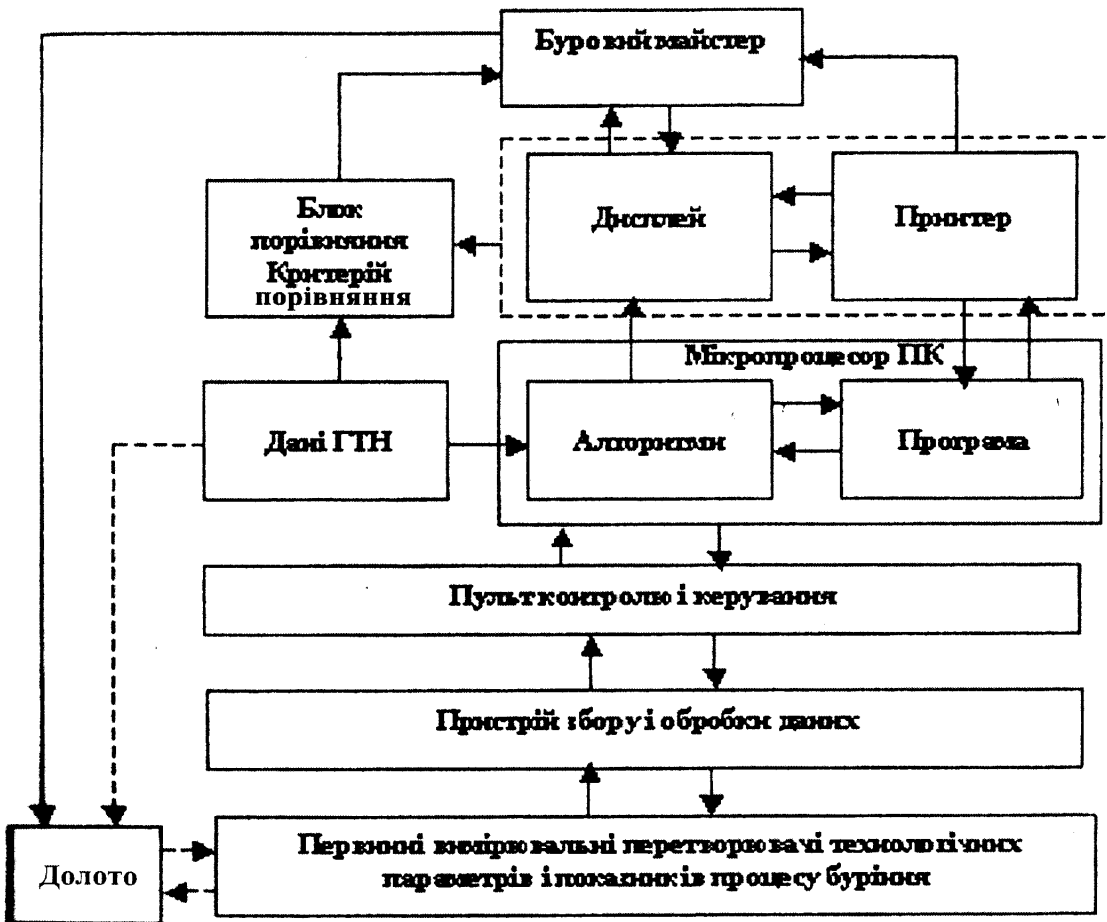 Буровий майстер
Блок
порівняння
Критерій
порівняння
Дисплей
Принтер
Мікропроцесор ПК
Дані ГТН
Алгоритми
Програма
Пульт контролю і керування
Пристрій збору і обробки даних
Долото
Первинні вимірювальні перетворювачі технологічних
параметрів і показників процесу буріння